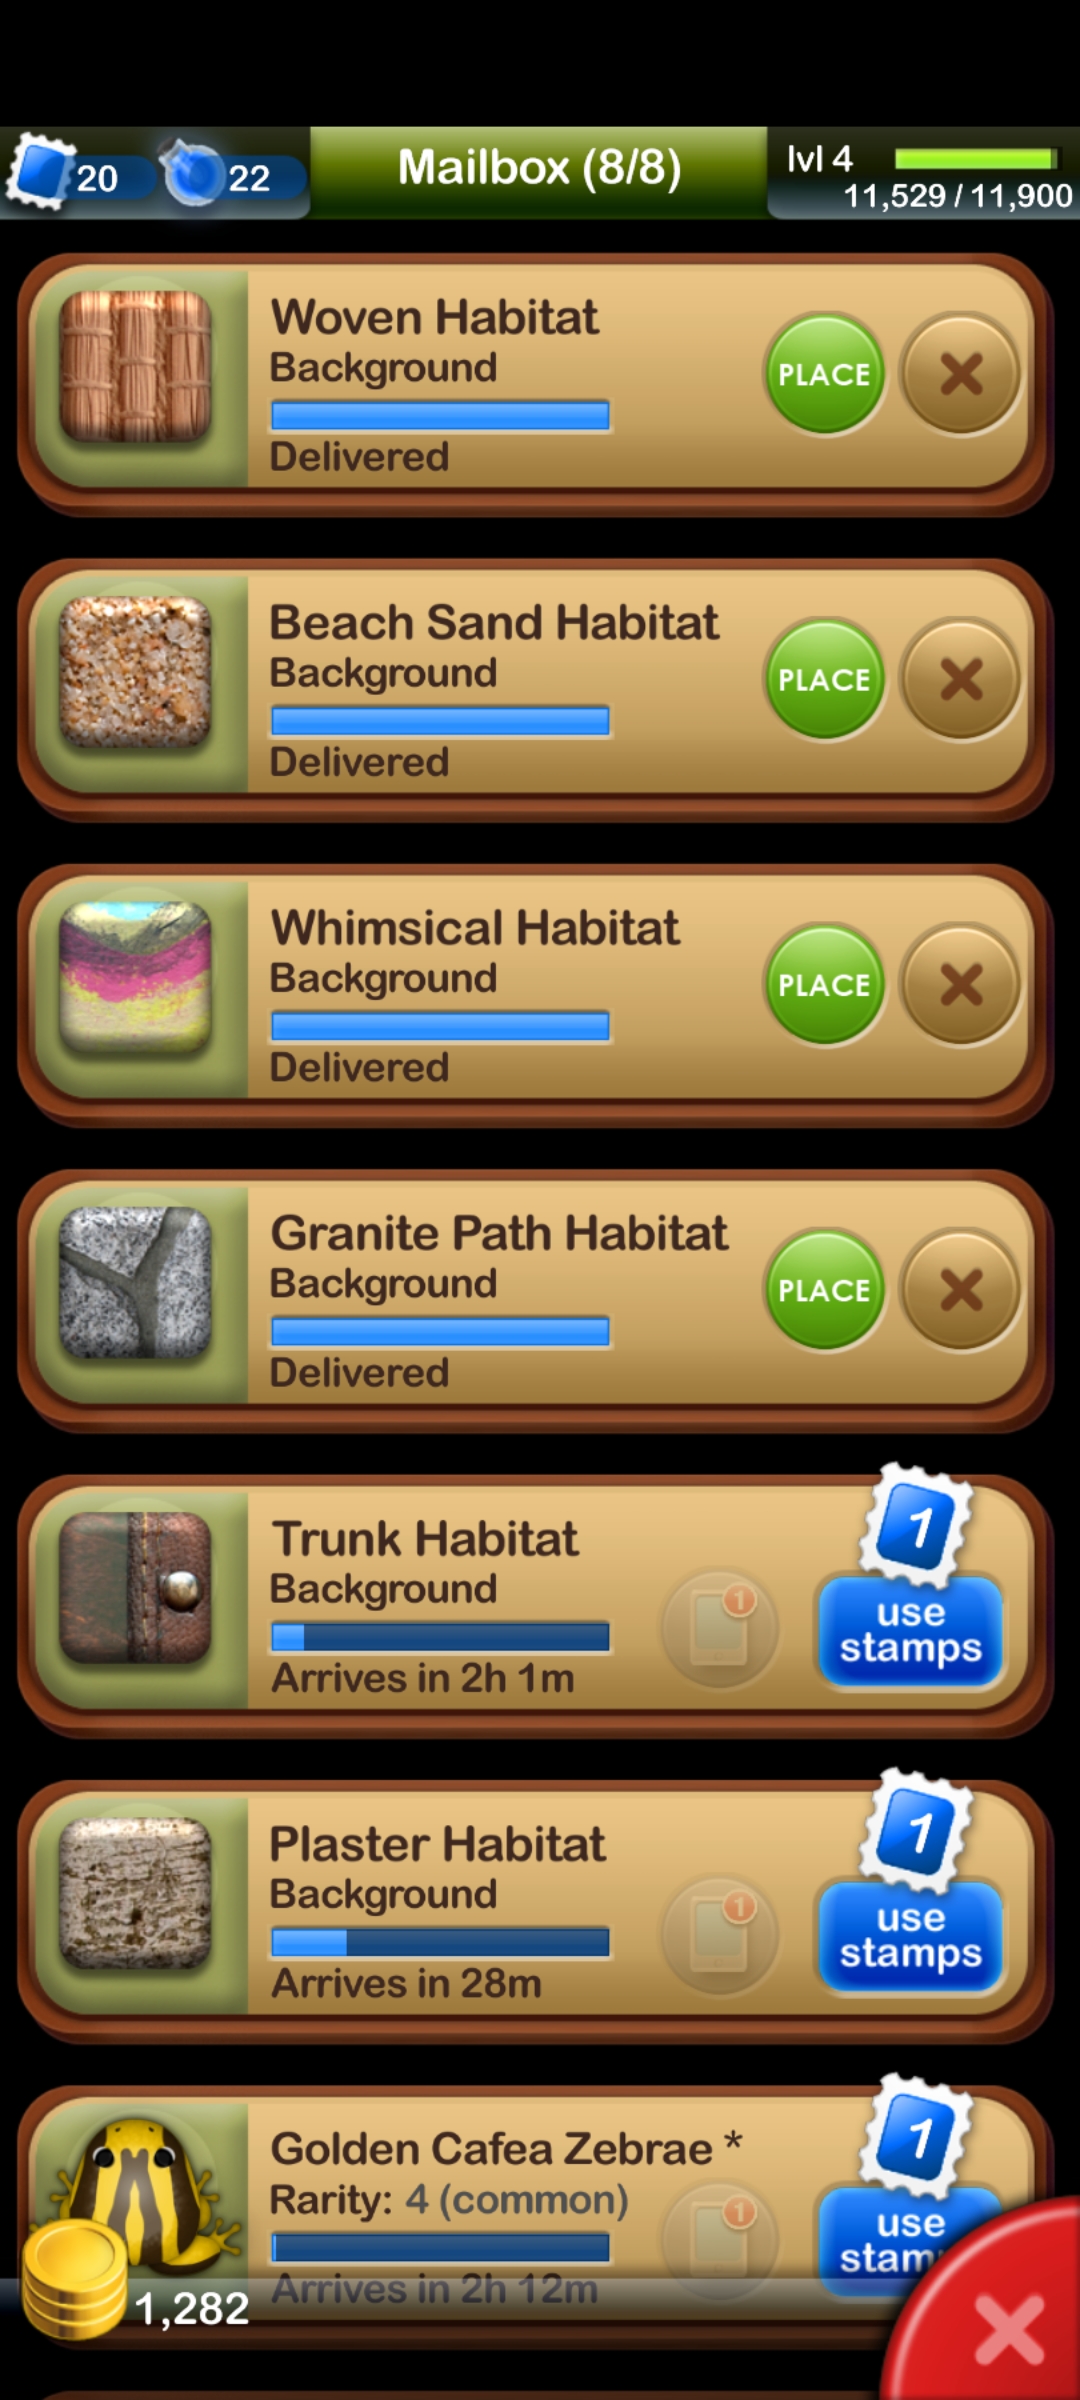 20
22
Mailbox (8/8)
lvl 4
11,529 / 11,900
Woven Habitat
Background
Delivered
PLACE
Beach Sand Habitat
Background
Delivered
PLACE
Whimsical Habitat
Background
Delivered
PLACE
Granite Path Habitat
Background
Delivered
PLACE
Trunk Habitat
Background
Arrives in 2h 1m
1
1
use
stamps
Plaster Habitat
Background
Arrives in 28m
1
1
use
stamps
Golden Cafea Zebrae *
Rarity: 4 (common)
Arrives in 2h 12m
1
1
use
stam
1,282